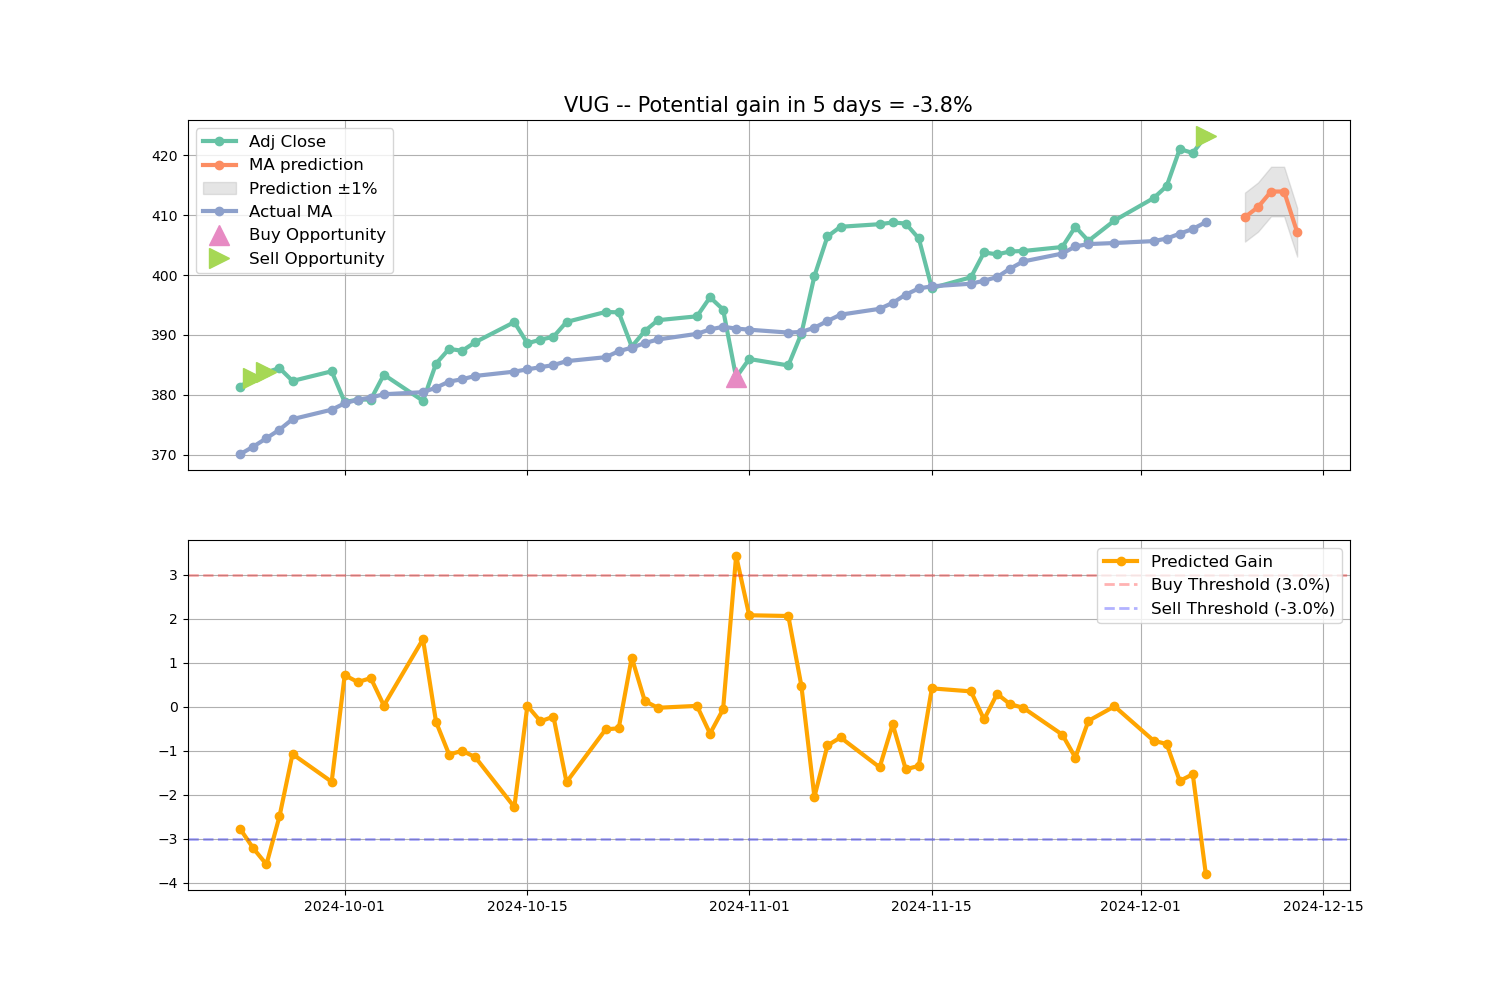 VUG -- Potential gain in 5 days = -3.8%
Adj Close
MA prediction
Prediction ±1%
Actual MA
Buy Opportunity
Sell Opportunity
420
410
400
390
380
370
Predicted Gain
Buy Threshold (3.0%)
Sell Threshold (-3.0%)
3
2
1
0
−1
−2
−3
−4
2024-10-01 2024-10-15 2024-11-01 2024-11-15 2024-12-01 2024-12-15